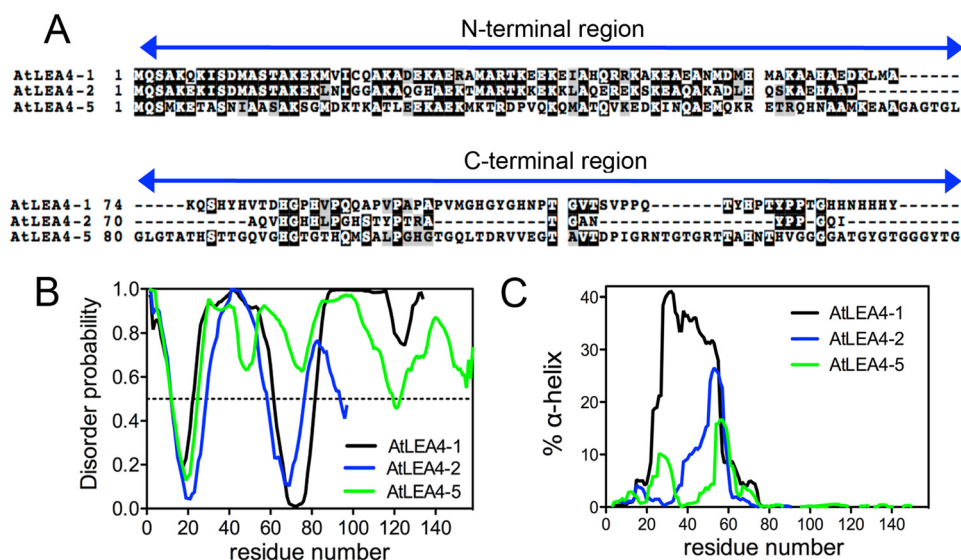 A
N-terminal region
AtLEA4-1 1 MQSAKQKISDMASTAKEKMVICQAKADEKAERAMARTKEEKEIAHQRRKAKEAEANMDMH MAKAAHAEDKLMA------
AtLEA4-2 1 MQSAKEKISDMASTAKEKLNIGGAKAQGHAEKTMARTKEEKKLAQEREKSKEAQAKADLH QSKAEHAAD----------
AtLEA4-5 1 MQSMKETASNIAASAKSGMDKTKATLEEKAEKMKTRDPVQKQMATQVKEDKINQAEMQKR ETRQHNAAMKEAAGAGTGL
C-terminal region
AtLEA4-1 74 -----KQSHYHVTDHGPHVPQQAPVPAPAPVMGHGYGHNPT GVTSVPPQ-------TYHPTYPPTGHHNHHHY------
AtLEA4-2 70 -----------AQVHGHHLPGHSTYPTRA-----------T GAN-----------------YPP-GQI-----------
AtLEA4-5 80 GLGTATHSTTGQVGHGTGTHQMSALPGHGTGQLTDRVVEGT AVTDPIGRNTGTGRTTAHNTHVGGGGATGYGTGGGYTG
B
Disorder probability
1.0
0.8
0.6
0.4
0.2
0.0
0 20 40 60 80 100 120 140
residue number
AtLEA4-1
AtLEA4-2
AtLEA4-5
C
% α-helix
40
30
20
10
0
0 20 40 60 80 100 120 140
residue number
AtLEA4-1
AtLEA4-2
AtLEA4-5